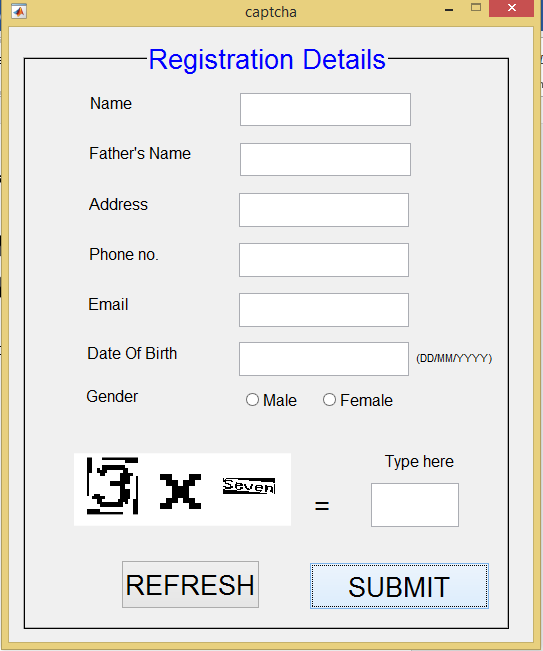 captcha
Registration Details
Name
Father's Name
Address
Phone no.
Email
Date Of Birth (DD/MM/YYYY)
Gender Male Female
Type here
3 x Seven =
REFRESH SUBMIT